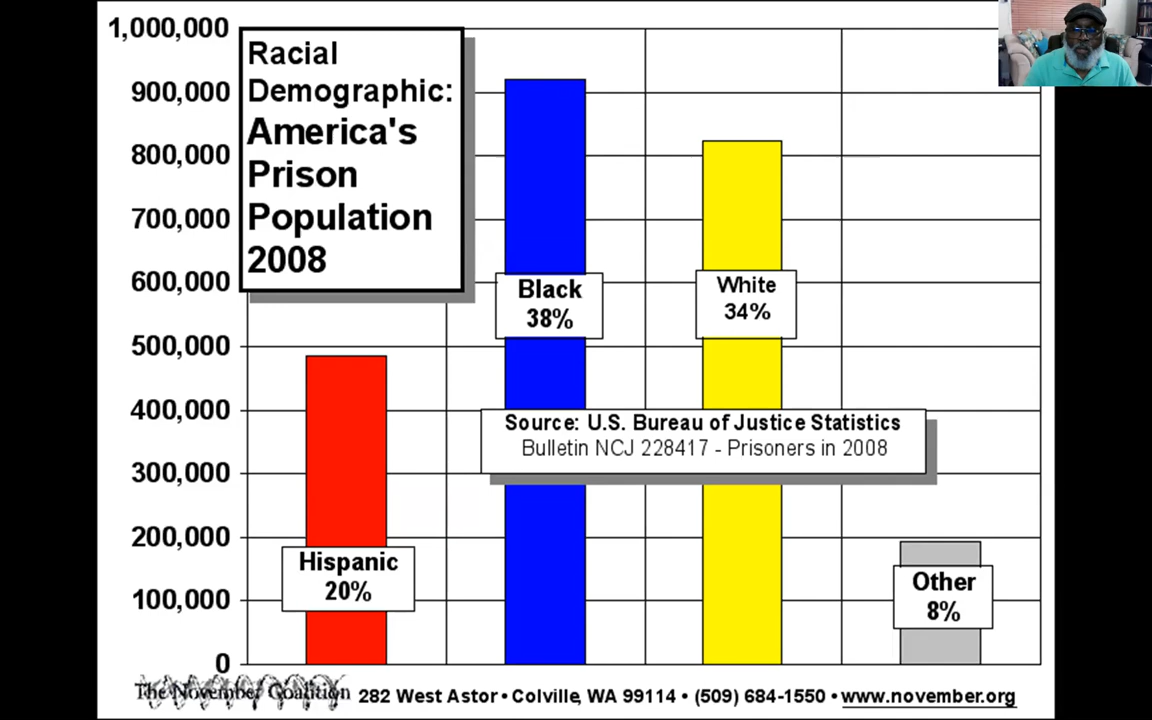 1,000,000
900,000
800,000
700,000
600,000
500,000
400,000
300,000
200,000
100,000
0
Racial
Demographic:
America's
Prison
Population
2008
Hispanic
20%
Black
38%
White
34%
Other
8%
Source: U.S. Bureau of Justice Statistics
Bulletin NCJ 228417 - Prisoners in 2008
The November Coalition 282 West Astor • Colville, WA 99114 • (509) 684-1550 • www.november.org